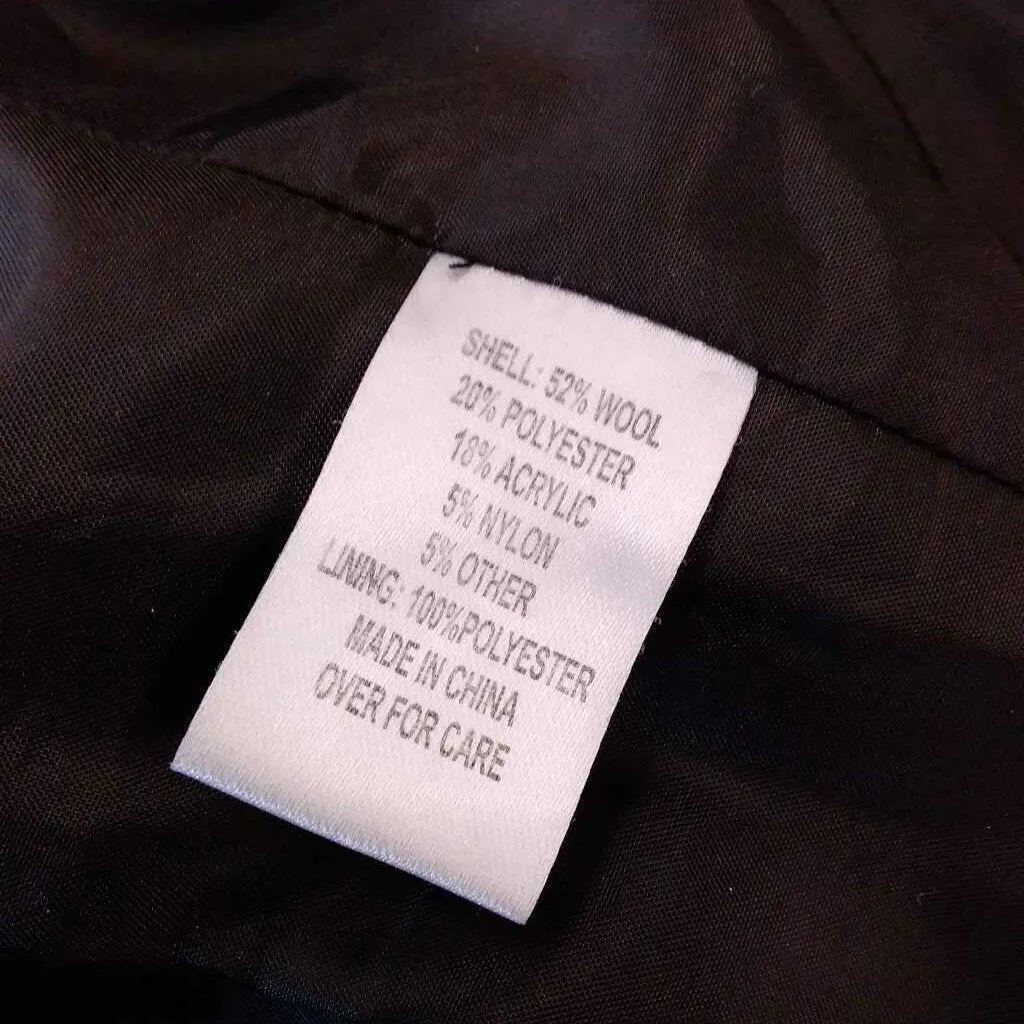 SHELL: 52% WOOL
20% POLYESTER
18% ACRYLIC
5% NYLON
5% OTHER
LINING: 100%POLYESTER
MADE IN CHINA
OVER FOR CARE